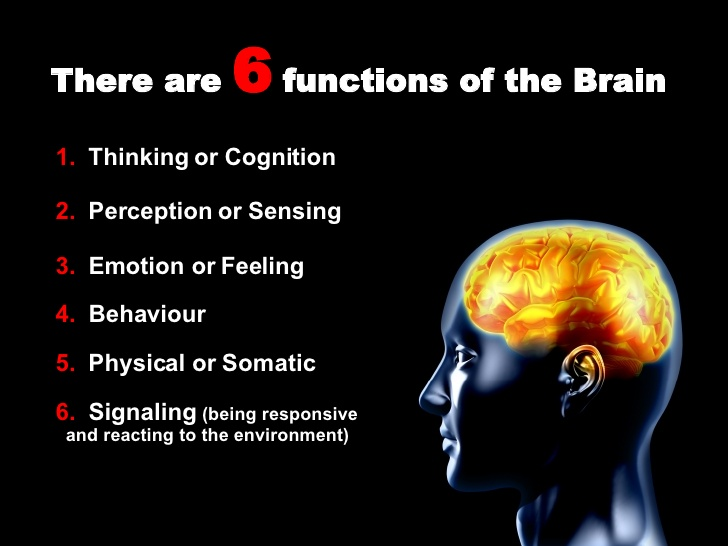 There are 6 functions of the Brain
1. Thinking or Cognition
2. Perception or Sensing
3. Emotion or Feeling
4. Behaviour
5. Physical or Somatic
6. Signaling (being responsive
and reacting to the environment)